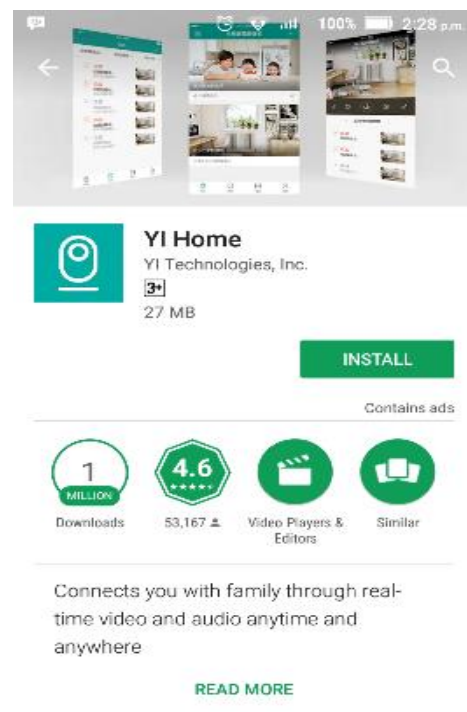 100% 2:28 p.m.
YI Home
YI Technologies, Inc.
3+
27 MB
INSTALL
Contains ads
1
MILLION
Downloads
4.6
53,167
Video Players &
Editors
Similar
Connects you with family through real-
time video and audio anytime and
anywhere
READ MORE